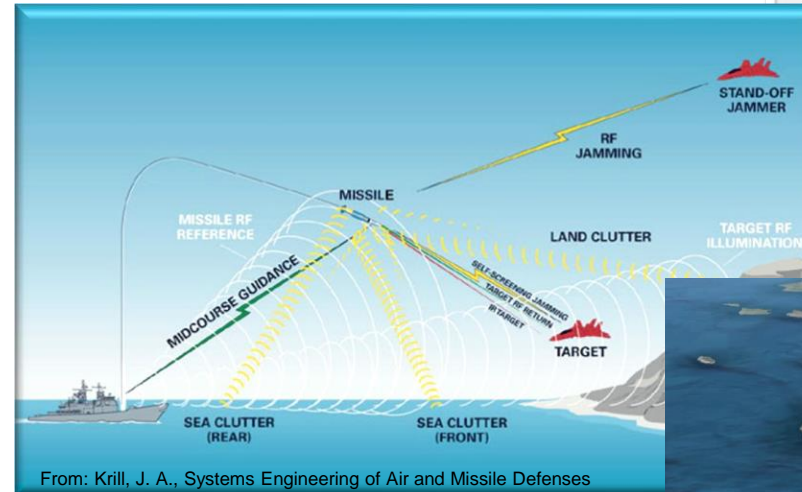 STAND-OFF
JAMMER
RF
JAMMING
MISSILE
MISSILE RF
REFERENCE
LAND CLUTTER
TARGET RF
ILLUMINATION
MIDCOURSE GUIDANCE
SELF-SCREENING JAMMING
TARGET RF RETURN
IR TARGET
TARGET
SEA CLUTTER
(REAR)
SEA CLUTTER
(FRONT)
From: Krill, J. A., Systems Engineering of Air and Missile Defenses